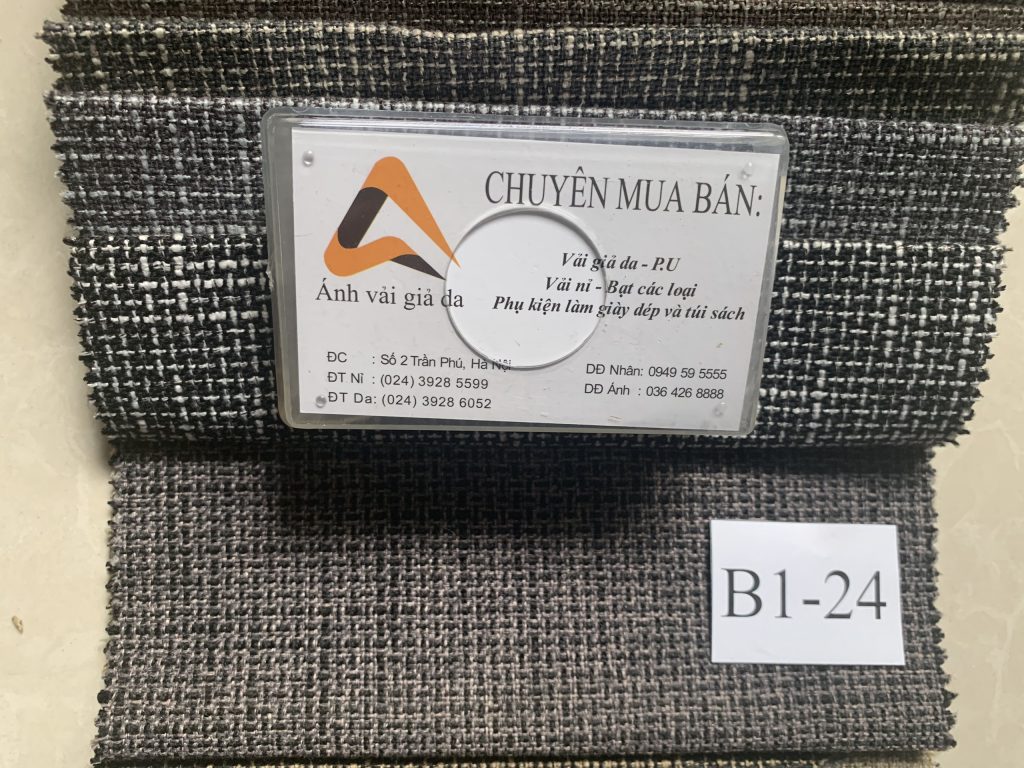 CHUYÊN MUA BÁN:
Vải giả da - P.U
Vải nỉ - Bạt các loại
Phụ kiện làm giày dép và túi sách
Ánh vải giả da
ĐC : Số 2 Trần Phú, Hà Nội
ĐT Nỉ : (024) 3928 5599
ĐT Da: (024) 3928 6052
DĐ Nhân: 0949 59 5555
DĐ Ánh : 036 426 8888
B1-24